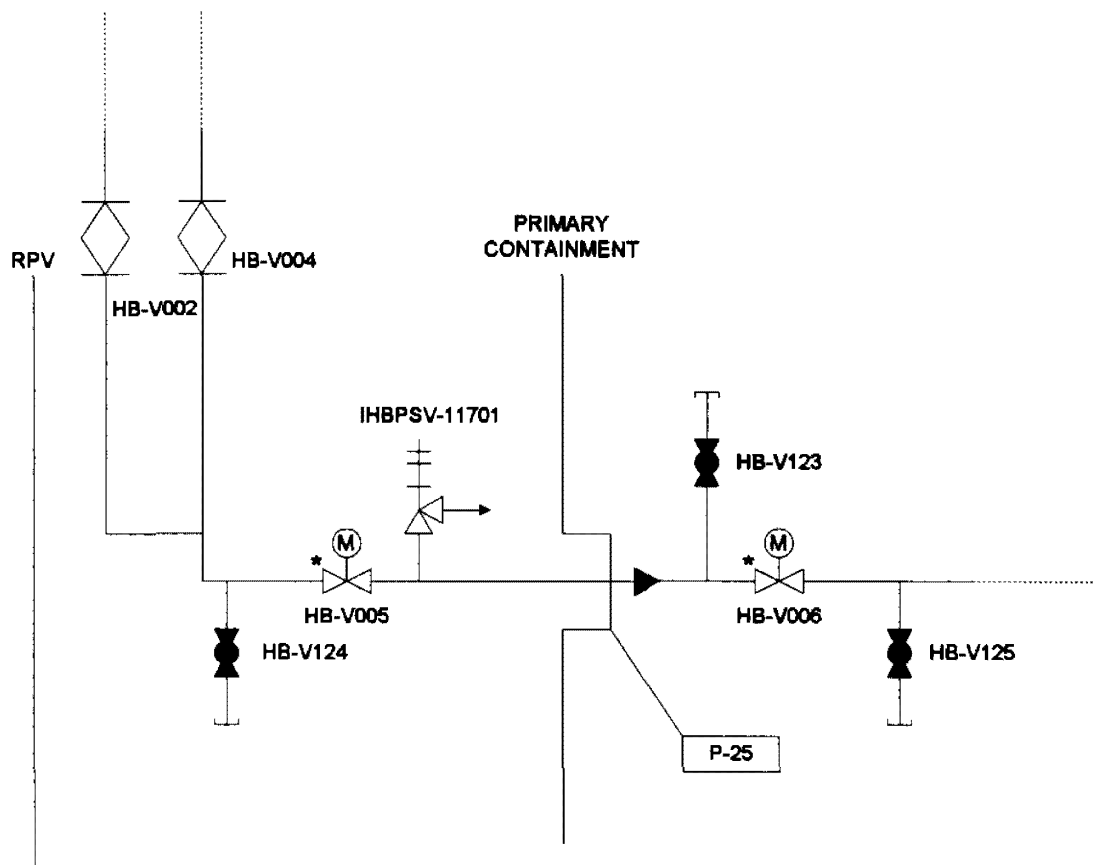 PRIMARY
CONTAINMENT
RPV
HB-V004
HB-V002
IHBPSV-11701
HB-V123
* M
* M
HB-V005
HB-V006
HB-V124
HB-V125
P-25